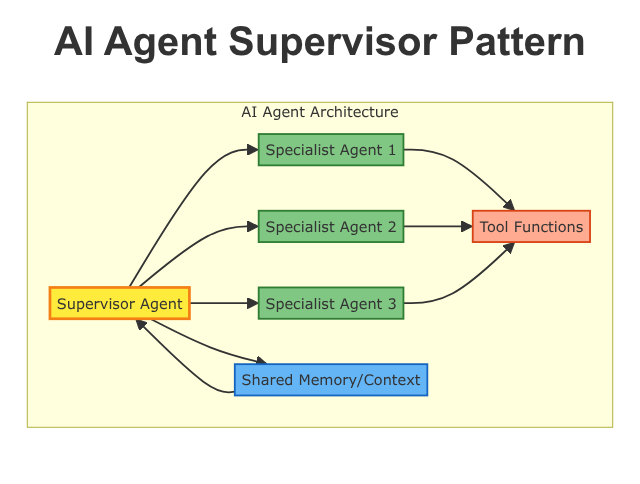 AI Agent Supervisor Pattern
AI Agent Architecture
Specialist Agent 1
Specialist Agent 2
Tool Functions
Supervisor Agent
Specialist Agent 3
Shared Memory/Context